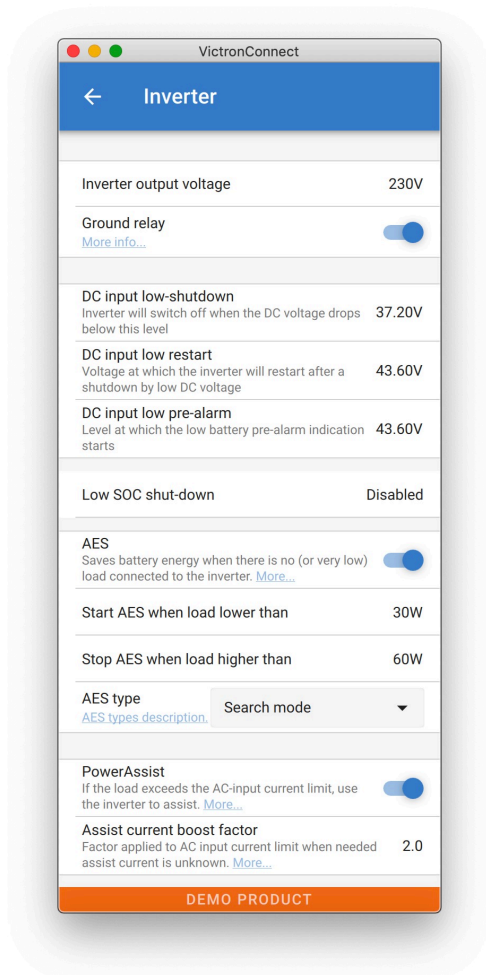 VictronConnect
Inverter
Inverter output voltage 230V
Ground relay
More info...
DC input low-shutdown
Inverter will switch off when the DC voltage drops 37.20V
below this level
DC input low restart
Voltage at which the inverter will restart after a 43.60V
shutdown by low DC voltage
DC input low pre-alarm
Level at which the low battery pre-alarm indication 43.60V
starts
Low SOC shut-down Disabled
AES
Saves battery energy when there is no (or very low)
load connected to the inverter. More...
Start AES when load lower than 30W
Stop AES when load higher than 60W
AES type
AES types description. Search mode
PowerAssist
If the load exceeds the AC-input current limit, use
the inverter to assist. More...
Assist current boost factor
Factor applied to AC input current limit when needed 2.0
assist current is unknown. More...
DEMO PRODUCT